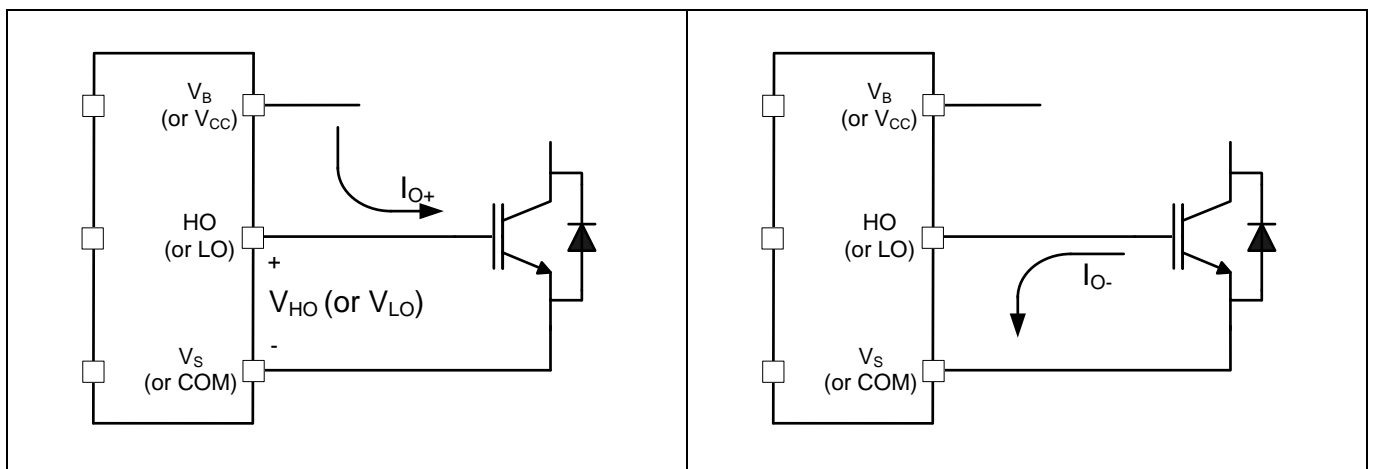 V_B
(or V_CC)
I_O+
HO
(or LO)
+
V_HO (or V_LO)
-
V_S
(or COM)
V_B
(or V_CC)
HO
(or LO)
I_O-
V_S
(or COM)